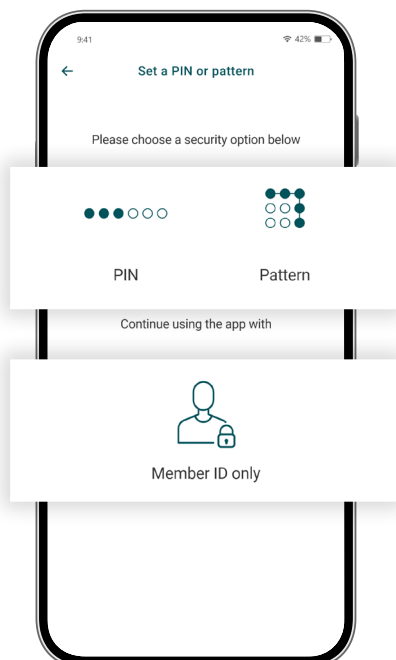 9:41
42%
Set a PIN or pattern
Please choose a security option below
PIN
Pattern
Continue using the app with
Member ID only